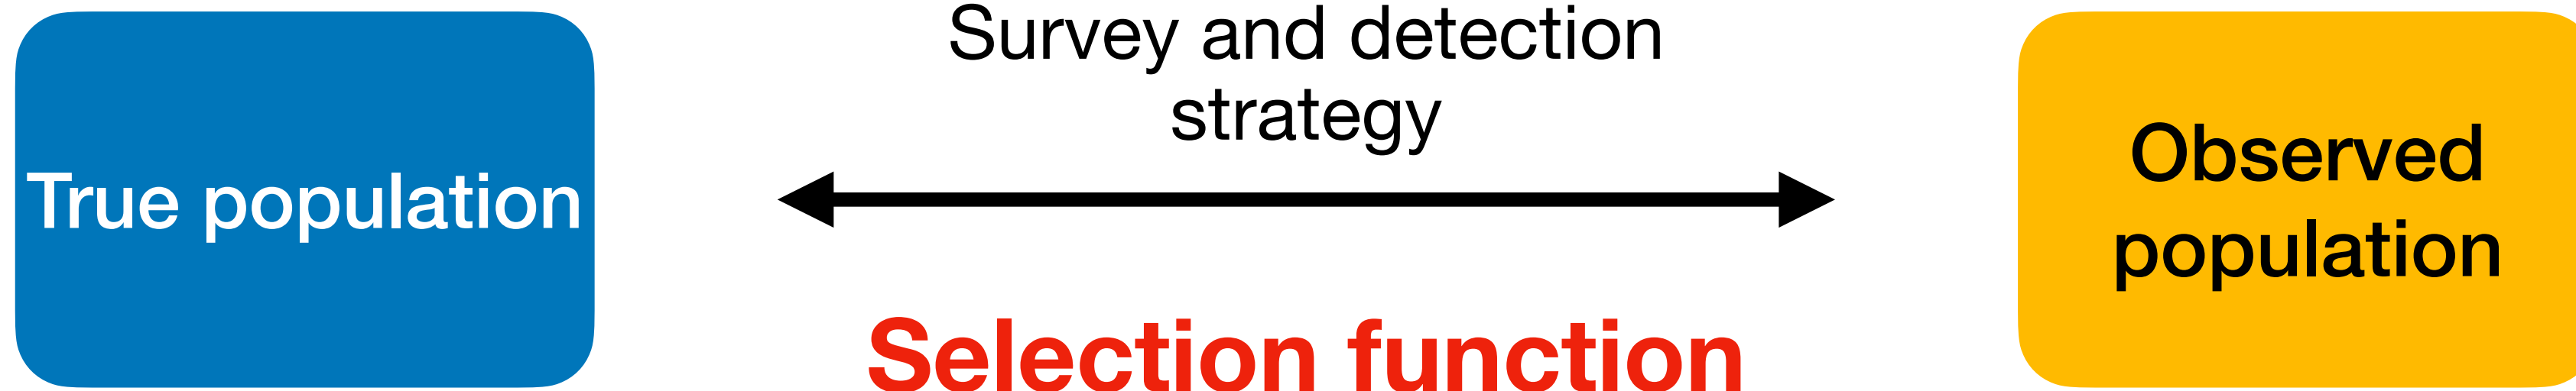 True population
Survey and detection
strategy
Selection function
Observed
population